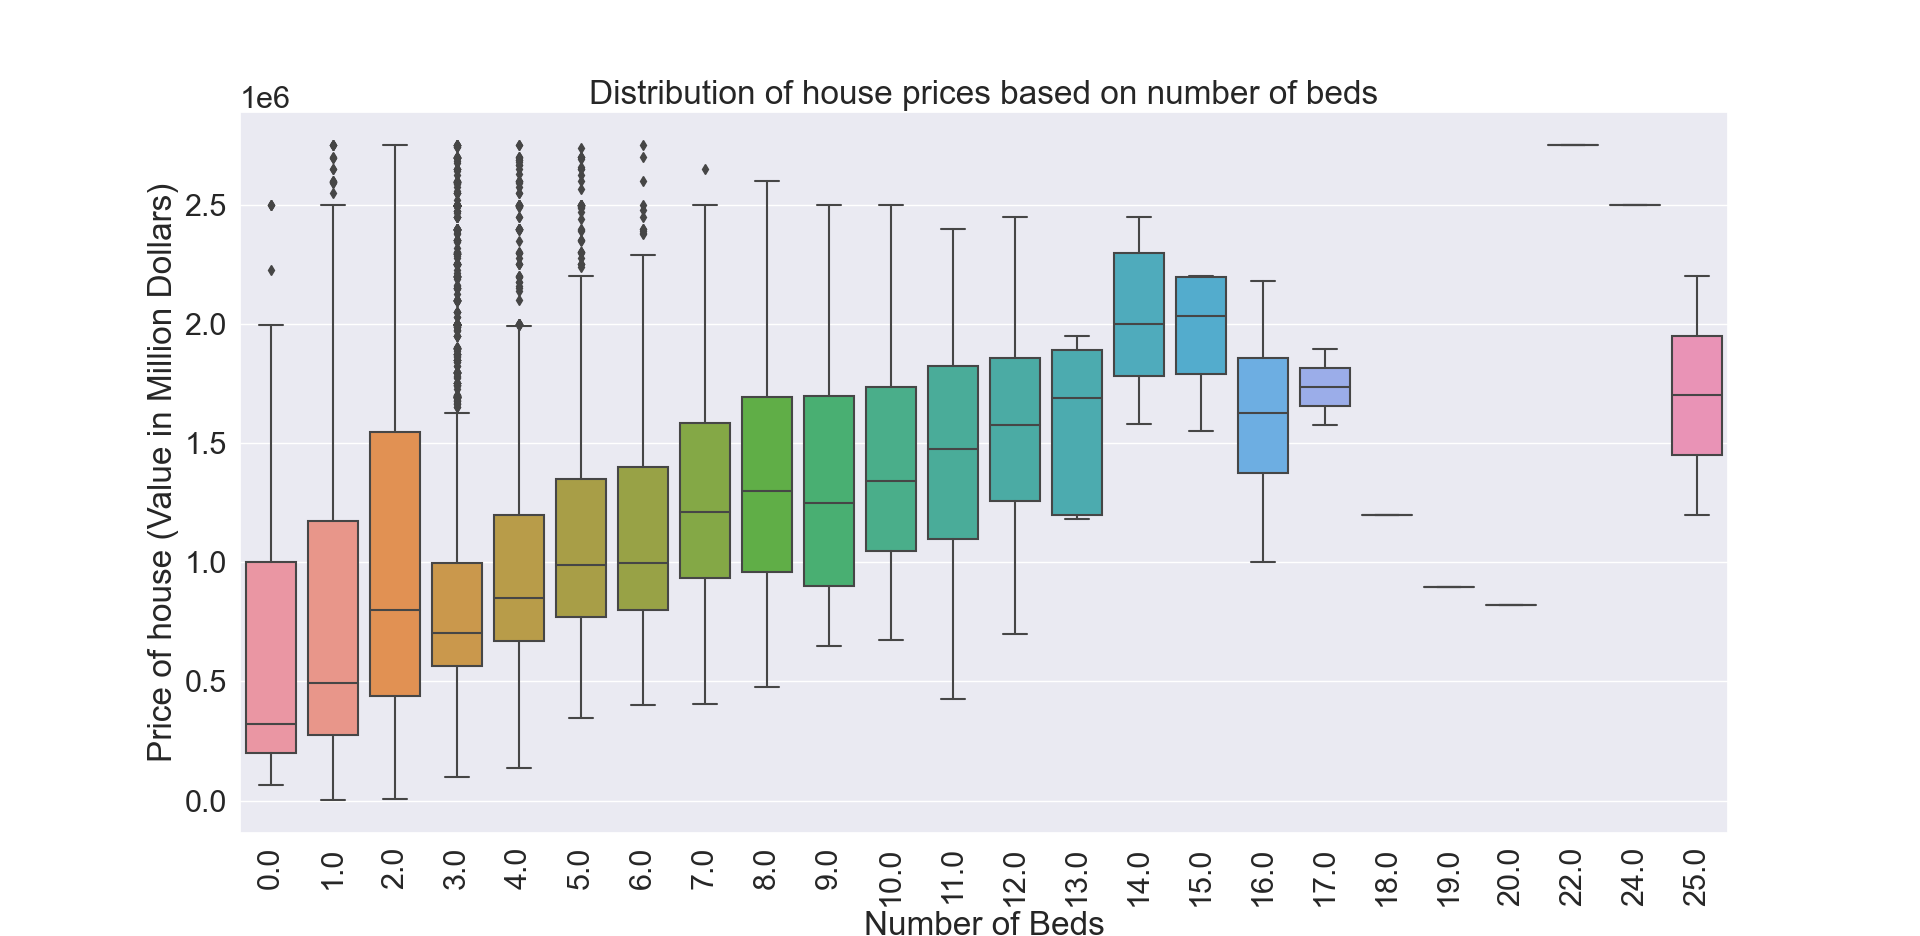 Distribution of house prices based on number of beds
1e6
Price of house (Value in Million Dollars)
2.5
2.0
1.5
1.0
0.5
0.0
0.0 1.0 2.0 3.0 4.0 5.0 6.0 7.0 8.0 9.0 10.0 11.0 12.0 13.0 14.0 15.0 16.0 17.0 18.0 19.0 20.0 22.0 24.0 25.0
Number of Beds